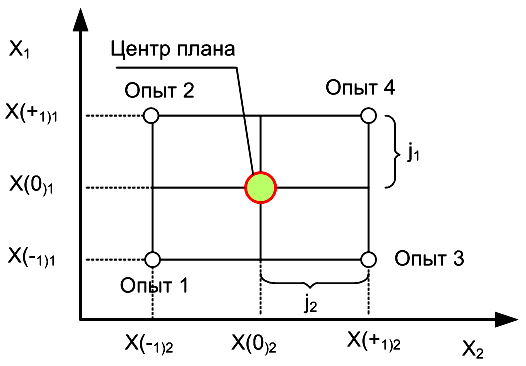 X₁
Центр плана
Опыт 2
Опыт 4
X(+₁)₁
j₁
X(0₎₁
X(-₁)₁
Опыт 3
Опыт 1
j₂
X(-₁)₂
X(0₎₂
X(+₁)₂
X₂